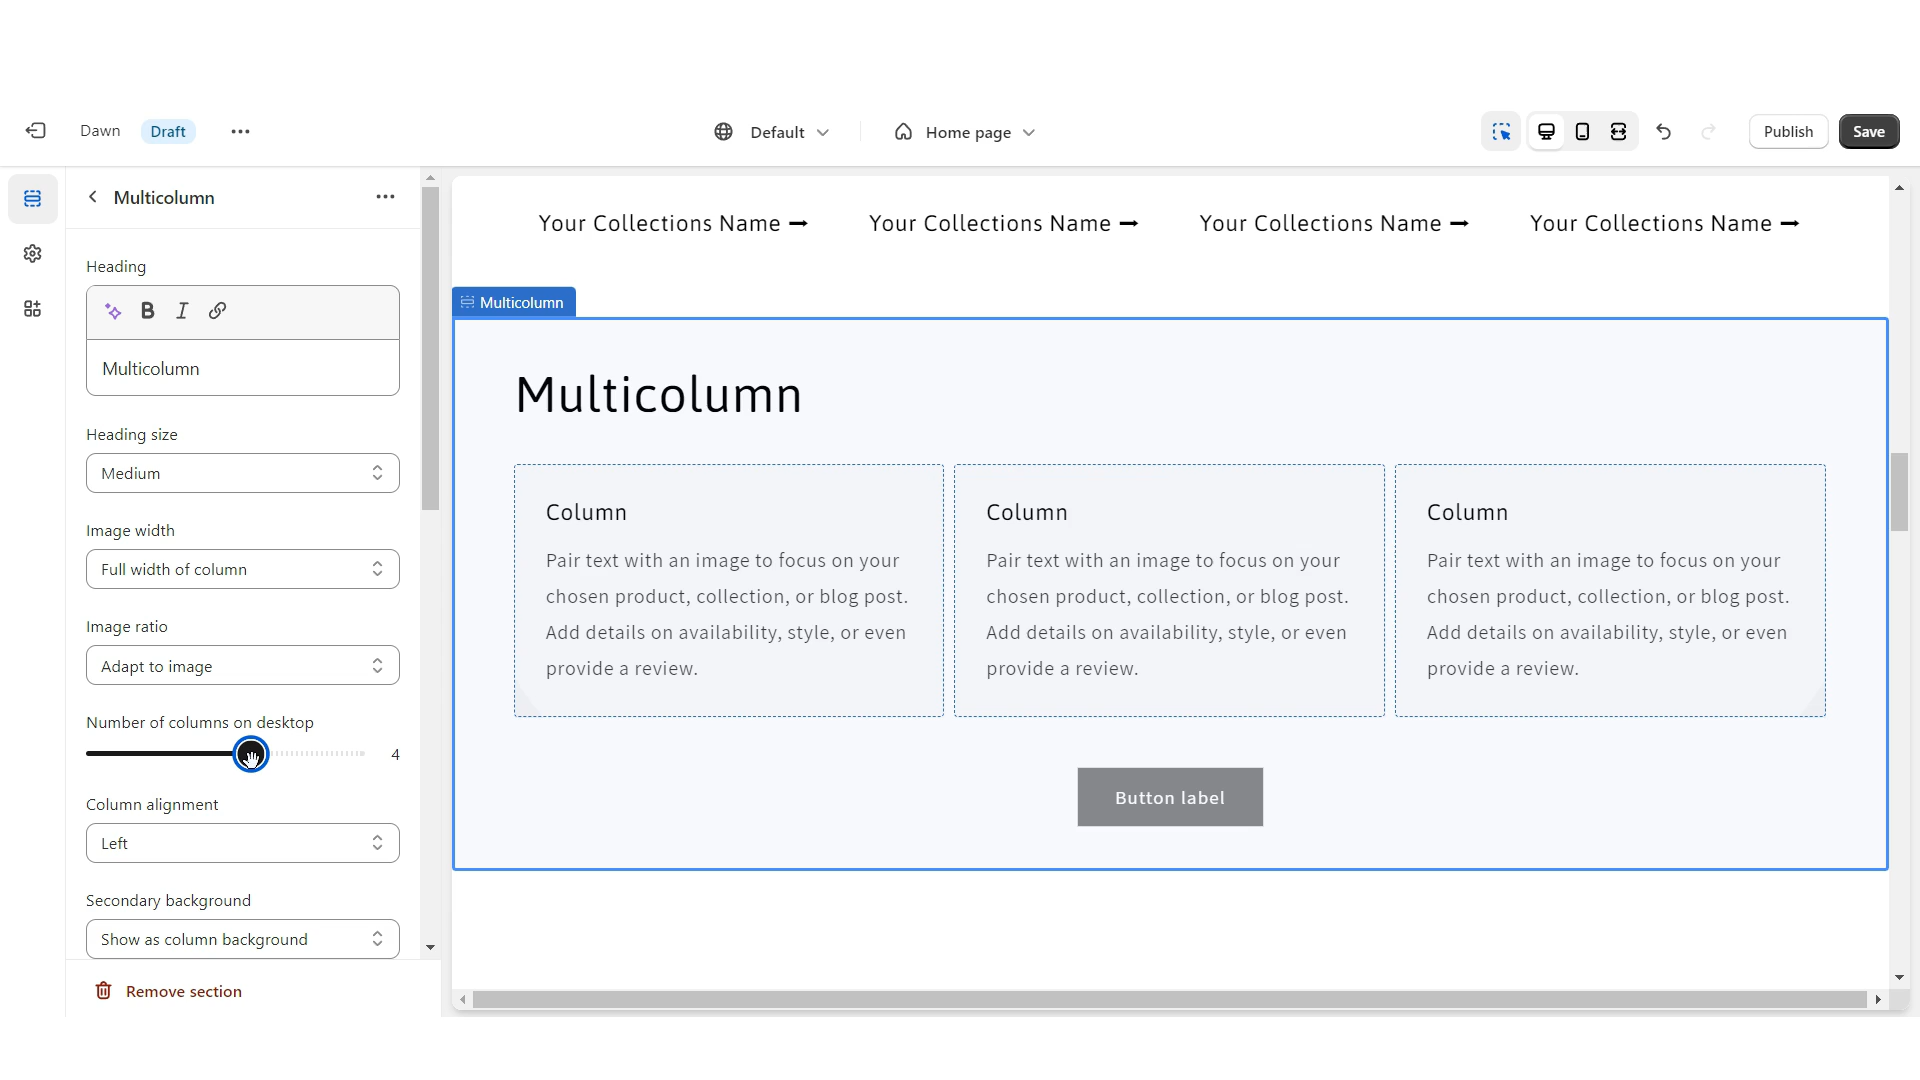 Dawn Draft Default Home page Publish Save
Multicolumn
Heading
Multicolumn
Heading size
Medium
Image width
Full width of column
Image ratio
Adapt to image
Number of columns on desktop
4
Column alignment
Left
Secondary background
Show as column background
Remove section
Your Collections Name ➞ Your Collections Name ➞ Your Collections Name ➞ Your Collections Name ➞
Multicolumn
Multicolumn
Column
Pair text with an image to focus on your
chosen product, collection, or blog post.
Add details on availability, style, or even
provide a review.
Column
Pair text with an image to focus on your
chosen product, collection, or blog post.
Add details on availability, style, or even
provide a review.
Column
Pair text with an image to focus on your
chosen product, collection, or blog post.
Add details on availability, style, or even
provide a review.
Button label